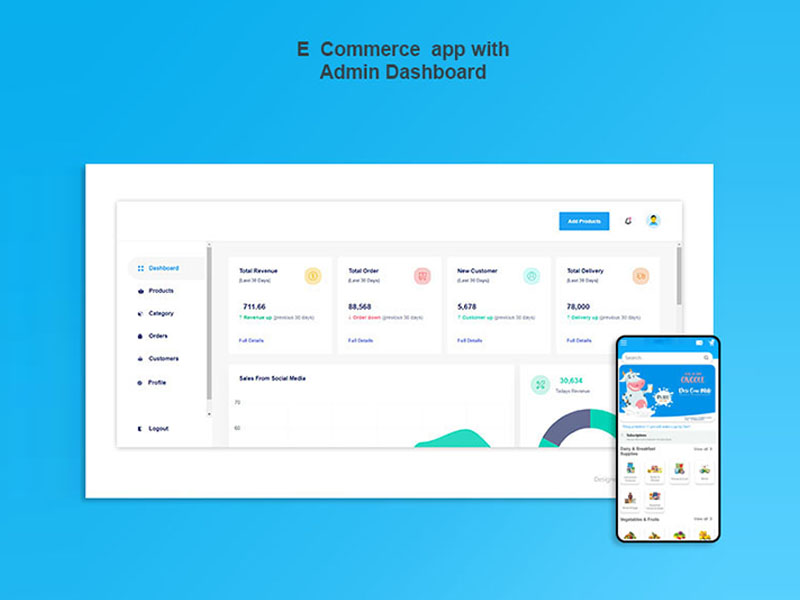 E Commerce app with
Admin Dashboard
Add Products
Dashboard
Products
Category
Orders
Customers
Profile
Logout
Total Revenue
(Last 30 Days)
711.66
↑ Revenue up (previous 30 days)
Full Details
Total Order
(Last 30 Days)
88,568
↓ Order down (previous 30 days)
Full Details
New Customer
(Last 30 Days)
5,678
↑ Customer up (previous 30 days)
Full Details
Total Delivery
(Last 30 Days)
78,000
↑ Delivery up (previous 30 days)
Full Details
Sales From Social Media
70
60
30,634
Todays Revenue
Search
Subscriptions
Dairy & Breakfast
Supplies
View all
Vegetables & Fruits
View all